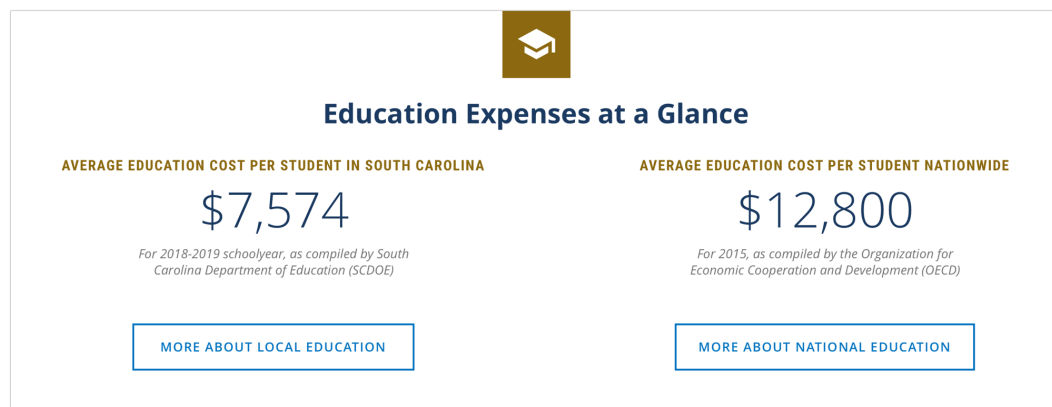 Education Expenses at a Glance
AVERAGE EDUCATION COST PER STUDENT IN SOUTH CAROLINA
$7,574
For 2018-2019 schoolyear, as compiled by South
Carolina Department of Education (SCDOE)
MORE ABOUT LOCAL EDUCATION
AVERAGE EDUCATION COST PER STUDENT NATIONWIDE
$12,800
For 2015, as compiled by the Organization for
Economic Cooperation and Development (OECD)
MORE ABOUT NATIONAL EDUCATION